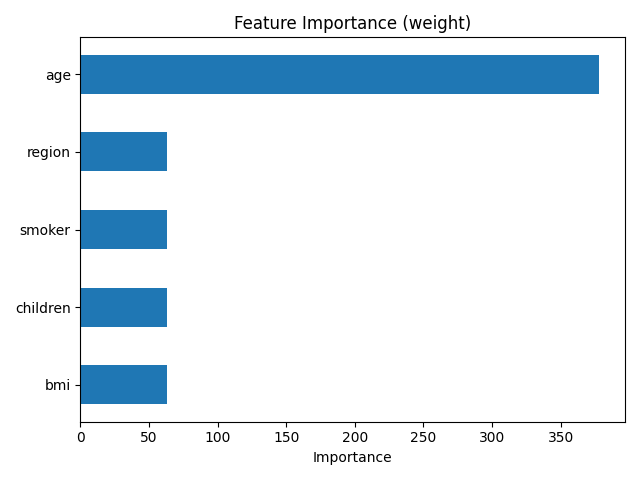 Feature Importance (weight)
age
region
smoker
children
bmi
0 50 100 150 200 250 300 350
Importance